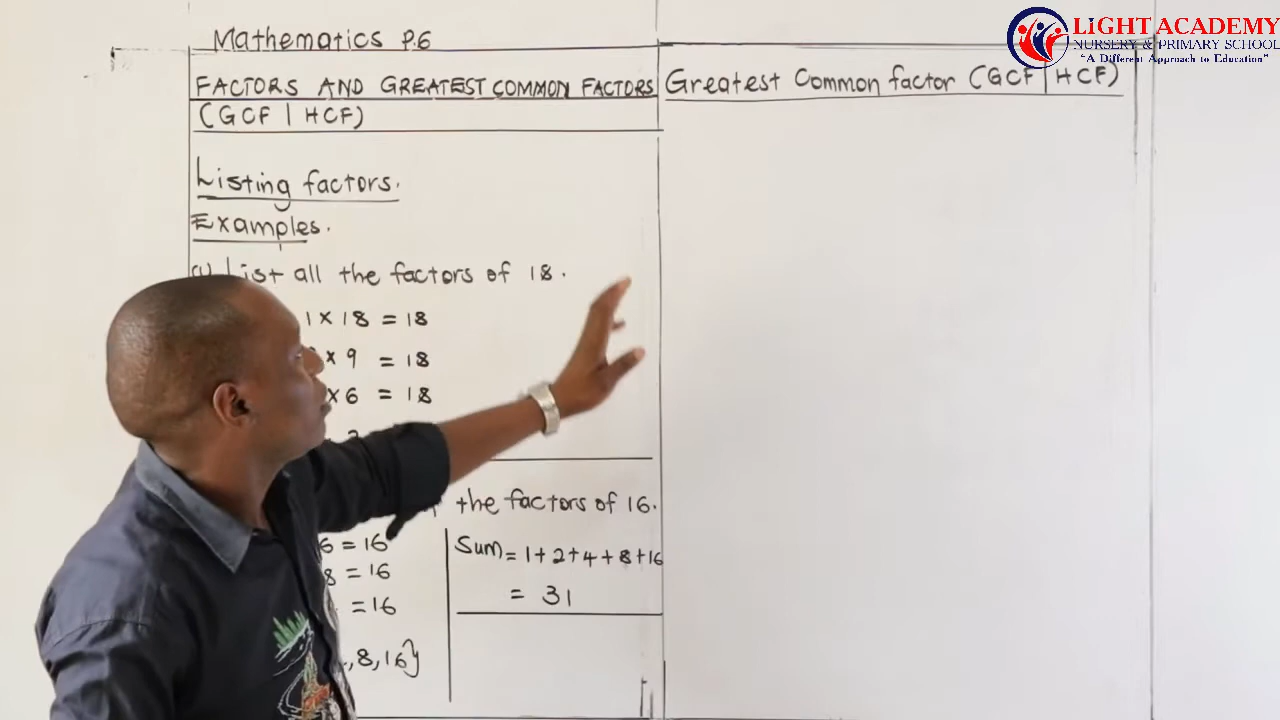 LIGHT ACADEMY
NURSERY & PRIMARY SCHOOL
"A Different Approach to Education"
Mathematics P.6
FACTORS AND GREATEST COMMON FACTORS
(GCF | HCF)
Listing factors.
Examples.
List all the factors of 18.
1 × 18 = 18
× 9 = 18
× 6 = 18
the factors of 16.
6 = 16
8 = 16
= 16
, 8, 16}
Sum = 1+2+4+8+16
= 31
Greatest Common factor (GCF | HCF)